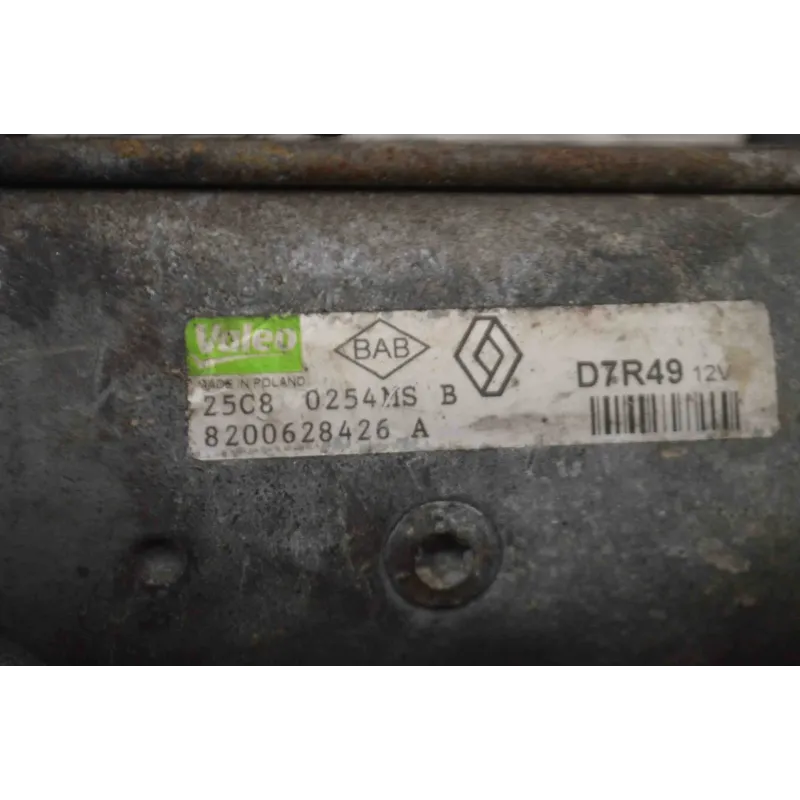 Valeo
BAB
D7R49 12V
MADE IN POLAND
25C8 0254MS B
8200628426 A